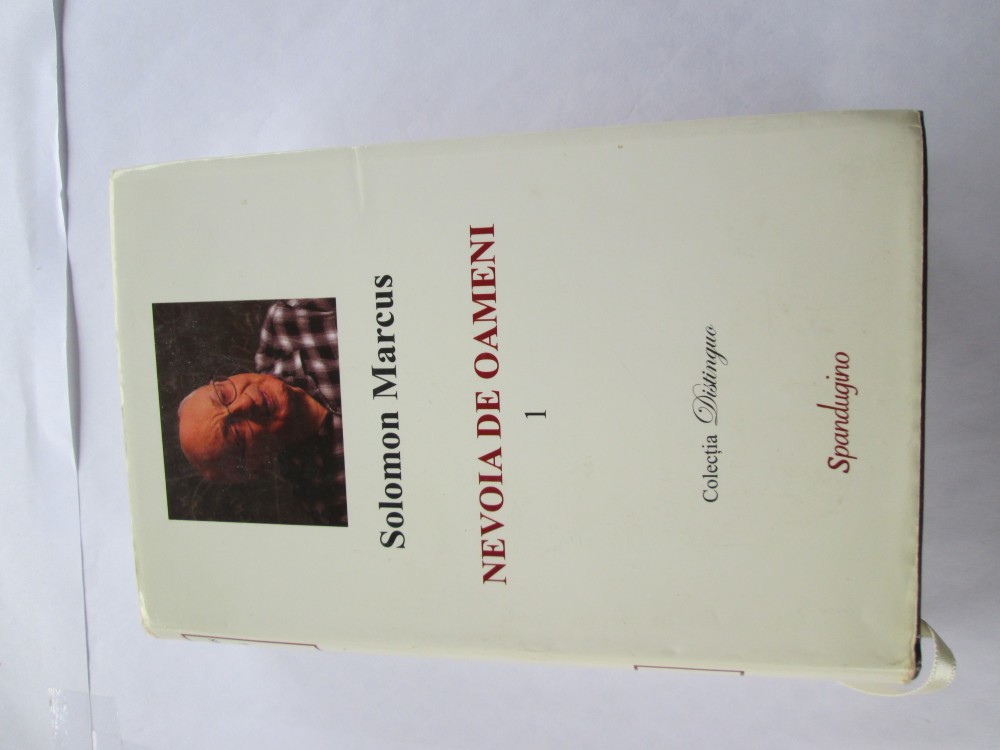 Solomon Marcus
NEVOIA DE OAMENI
1
Colecția Distinguo
Spandugino